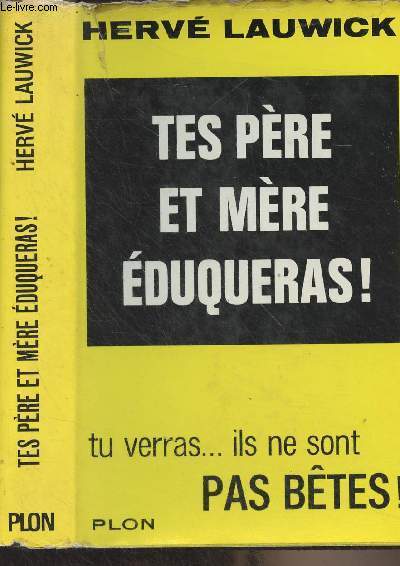 HERVÉ LAUWICK
TES PÈRE
ET MÈRE
ÉDUQUERAS !
tu verras... ils ne sont
PAS BÊTES !
PLON
TES PÈRE ET MÈRE ÉDUQUERAS ! HERVÉ LAUWICK
PLON
© www.le-livre.com